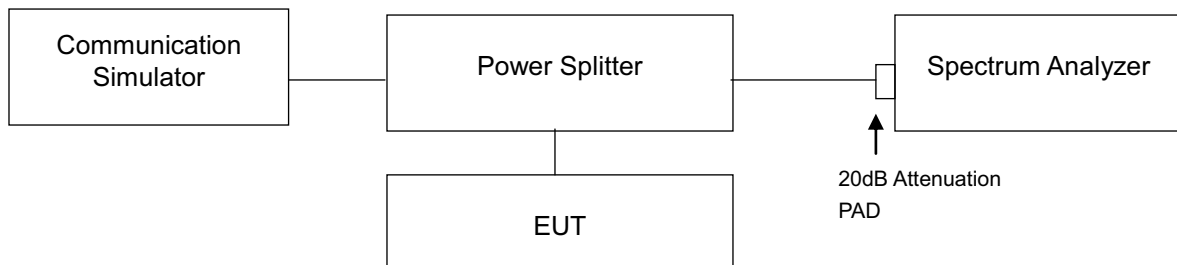 Communication
Simulator
Power Splitter
Spectrum Analyzer
20dB Attenuation
PAD
EUT